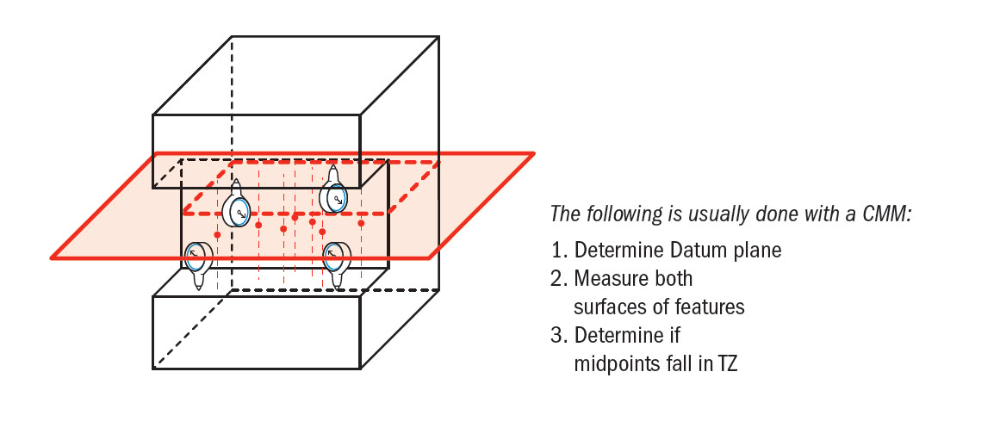 The following is usually done with a CMM:
1. Determine Datum plane
2. Measure both
surfaces of features
3. Determine if
midpoints fall in TZ